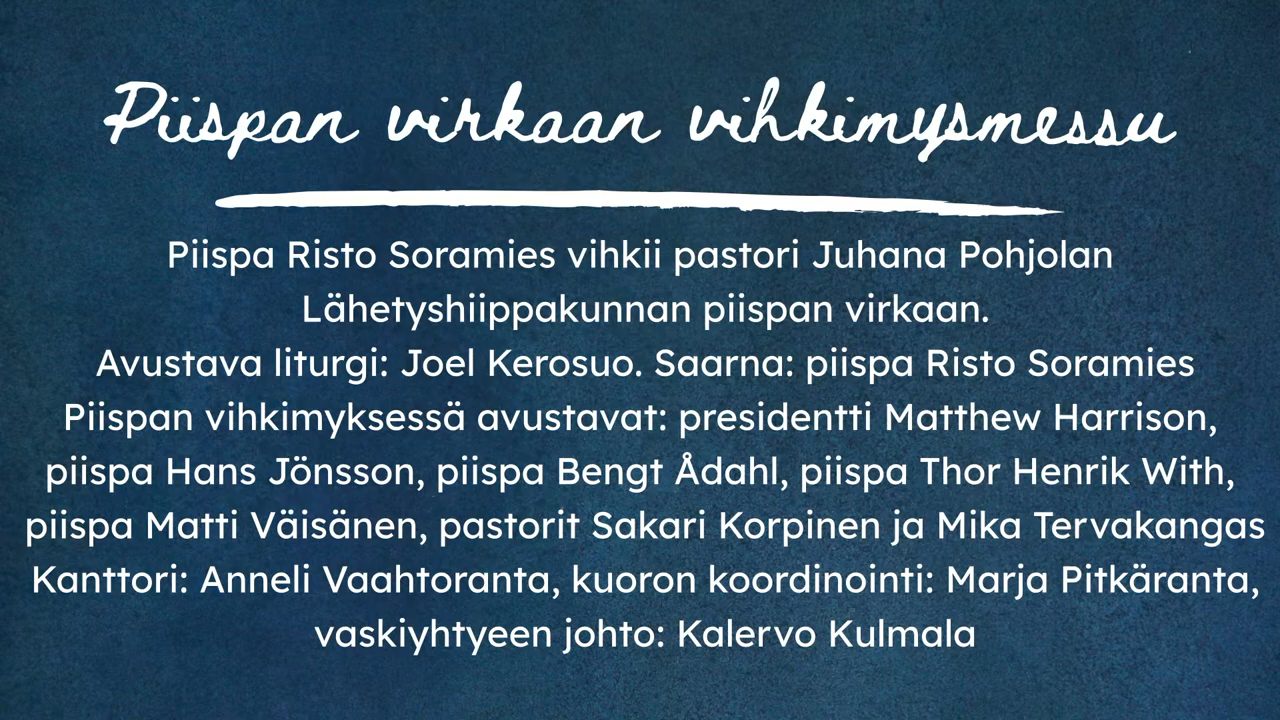 Piispan virkaan vihkimysmessu
Piispa Risto Soramies vihkii pastori Juhana Pohjolan
Lähetyshiippakunnan piispan virkaan.
Avustava liturgi: Joel Kerosuo. Saarna: piispa Risto Soramies
Piispan vihkimyksessä avustavat: presidentti Matthew Harrison,
piispa Hans Jönsson, piispa Bengt Ådahl, piispa Thor Henrik With,
piispa Matti Väisänen, pastorit Sakari Korpinen ja Mika Tervakangas
Kanttori: Anneli Vaahtoranta, kuoron koordinointi: Marja Pitkäranta,
vaskiyhtyeen johto: Kalervo Kulmala